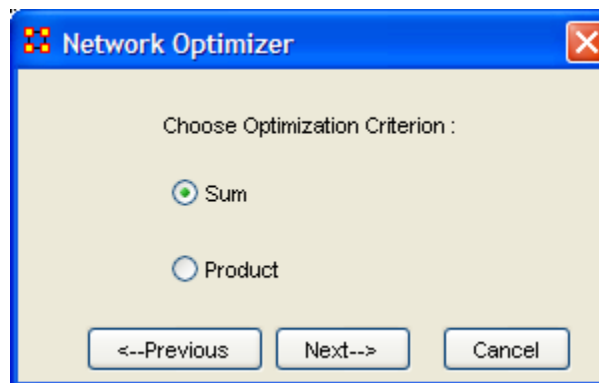 Network Optimizer
Choose Optimization Criterion :
Sum
Product
<--Previous Next--> Cancel